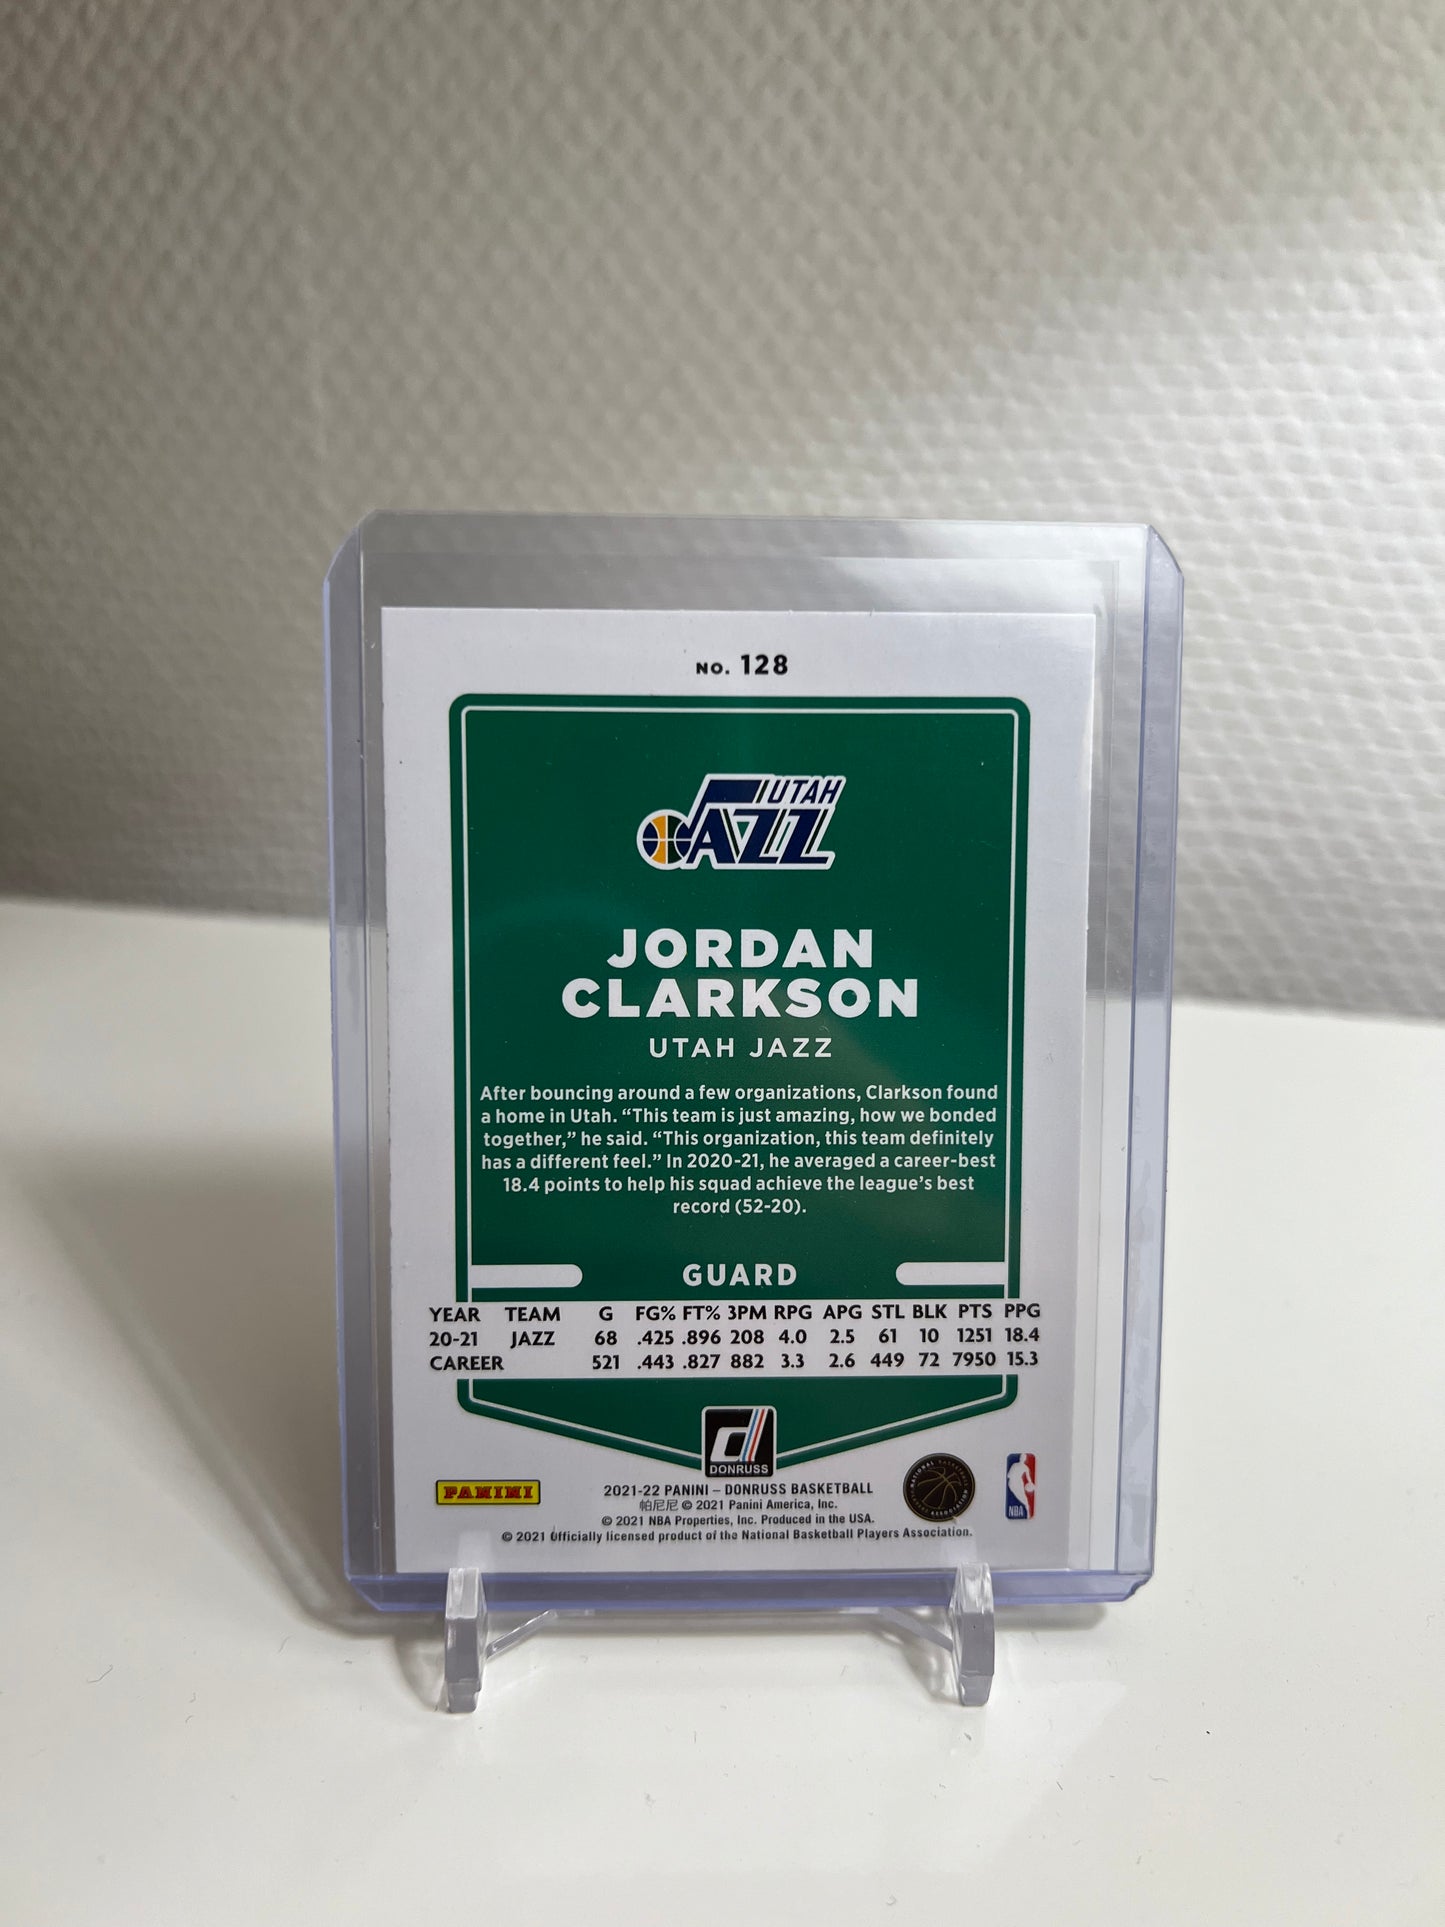 NO. 128
UTAH
JAZZ
JORDAN
CLARKSON
UTAH JAZZ
After bouncing around a few organizations, Clarkson found
a home in Utah. “This team is just amazing, how we bonded
together,” he said. “This organization, this team definitely
has a different feel.” In 2020-21, he averaged a career-best
18.4 points to help his squad achieve the league’s best
record (52-20).
GUARD
YEAR TEAM G FG% FT% 3PM RPG APG STL BLK PTS PPG
20-21 JAZZ 68 .425 .896 208 4.0 2.5 61 10 1251 18.4
CAREER 521 .443 .827 882 3.3 2.6 449 72 7950 15.3
DONRUSS
PANINI
2021-22 PANINI – DONRUSS BASKETBALL
帕尼尼 © 2021 Panini America, Inc.
© 2021 NBA Properties, Inc. Produced in the USA.
© 2021 Officially licensed product of the National Basketball Players Association.
NATIONAL BASKETBALL PLAYERS ASSOCIATION
NBA